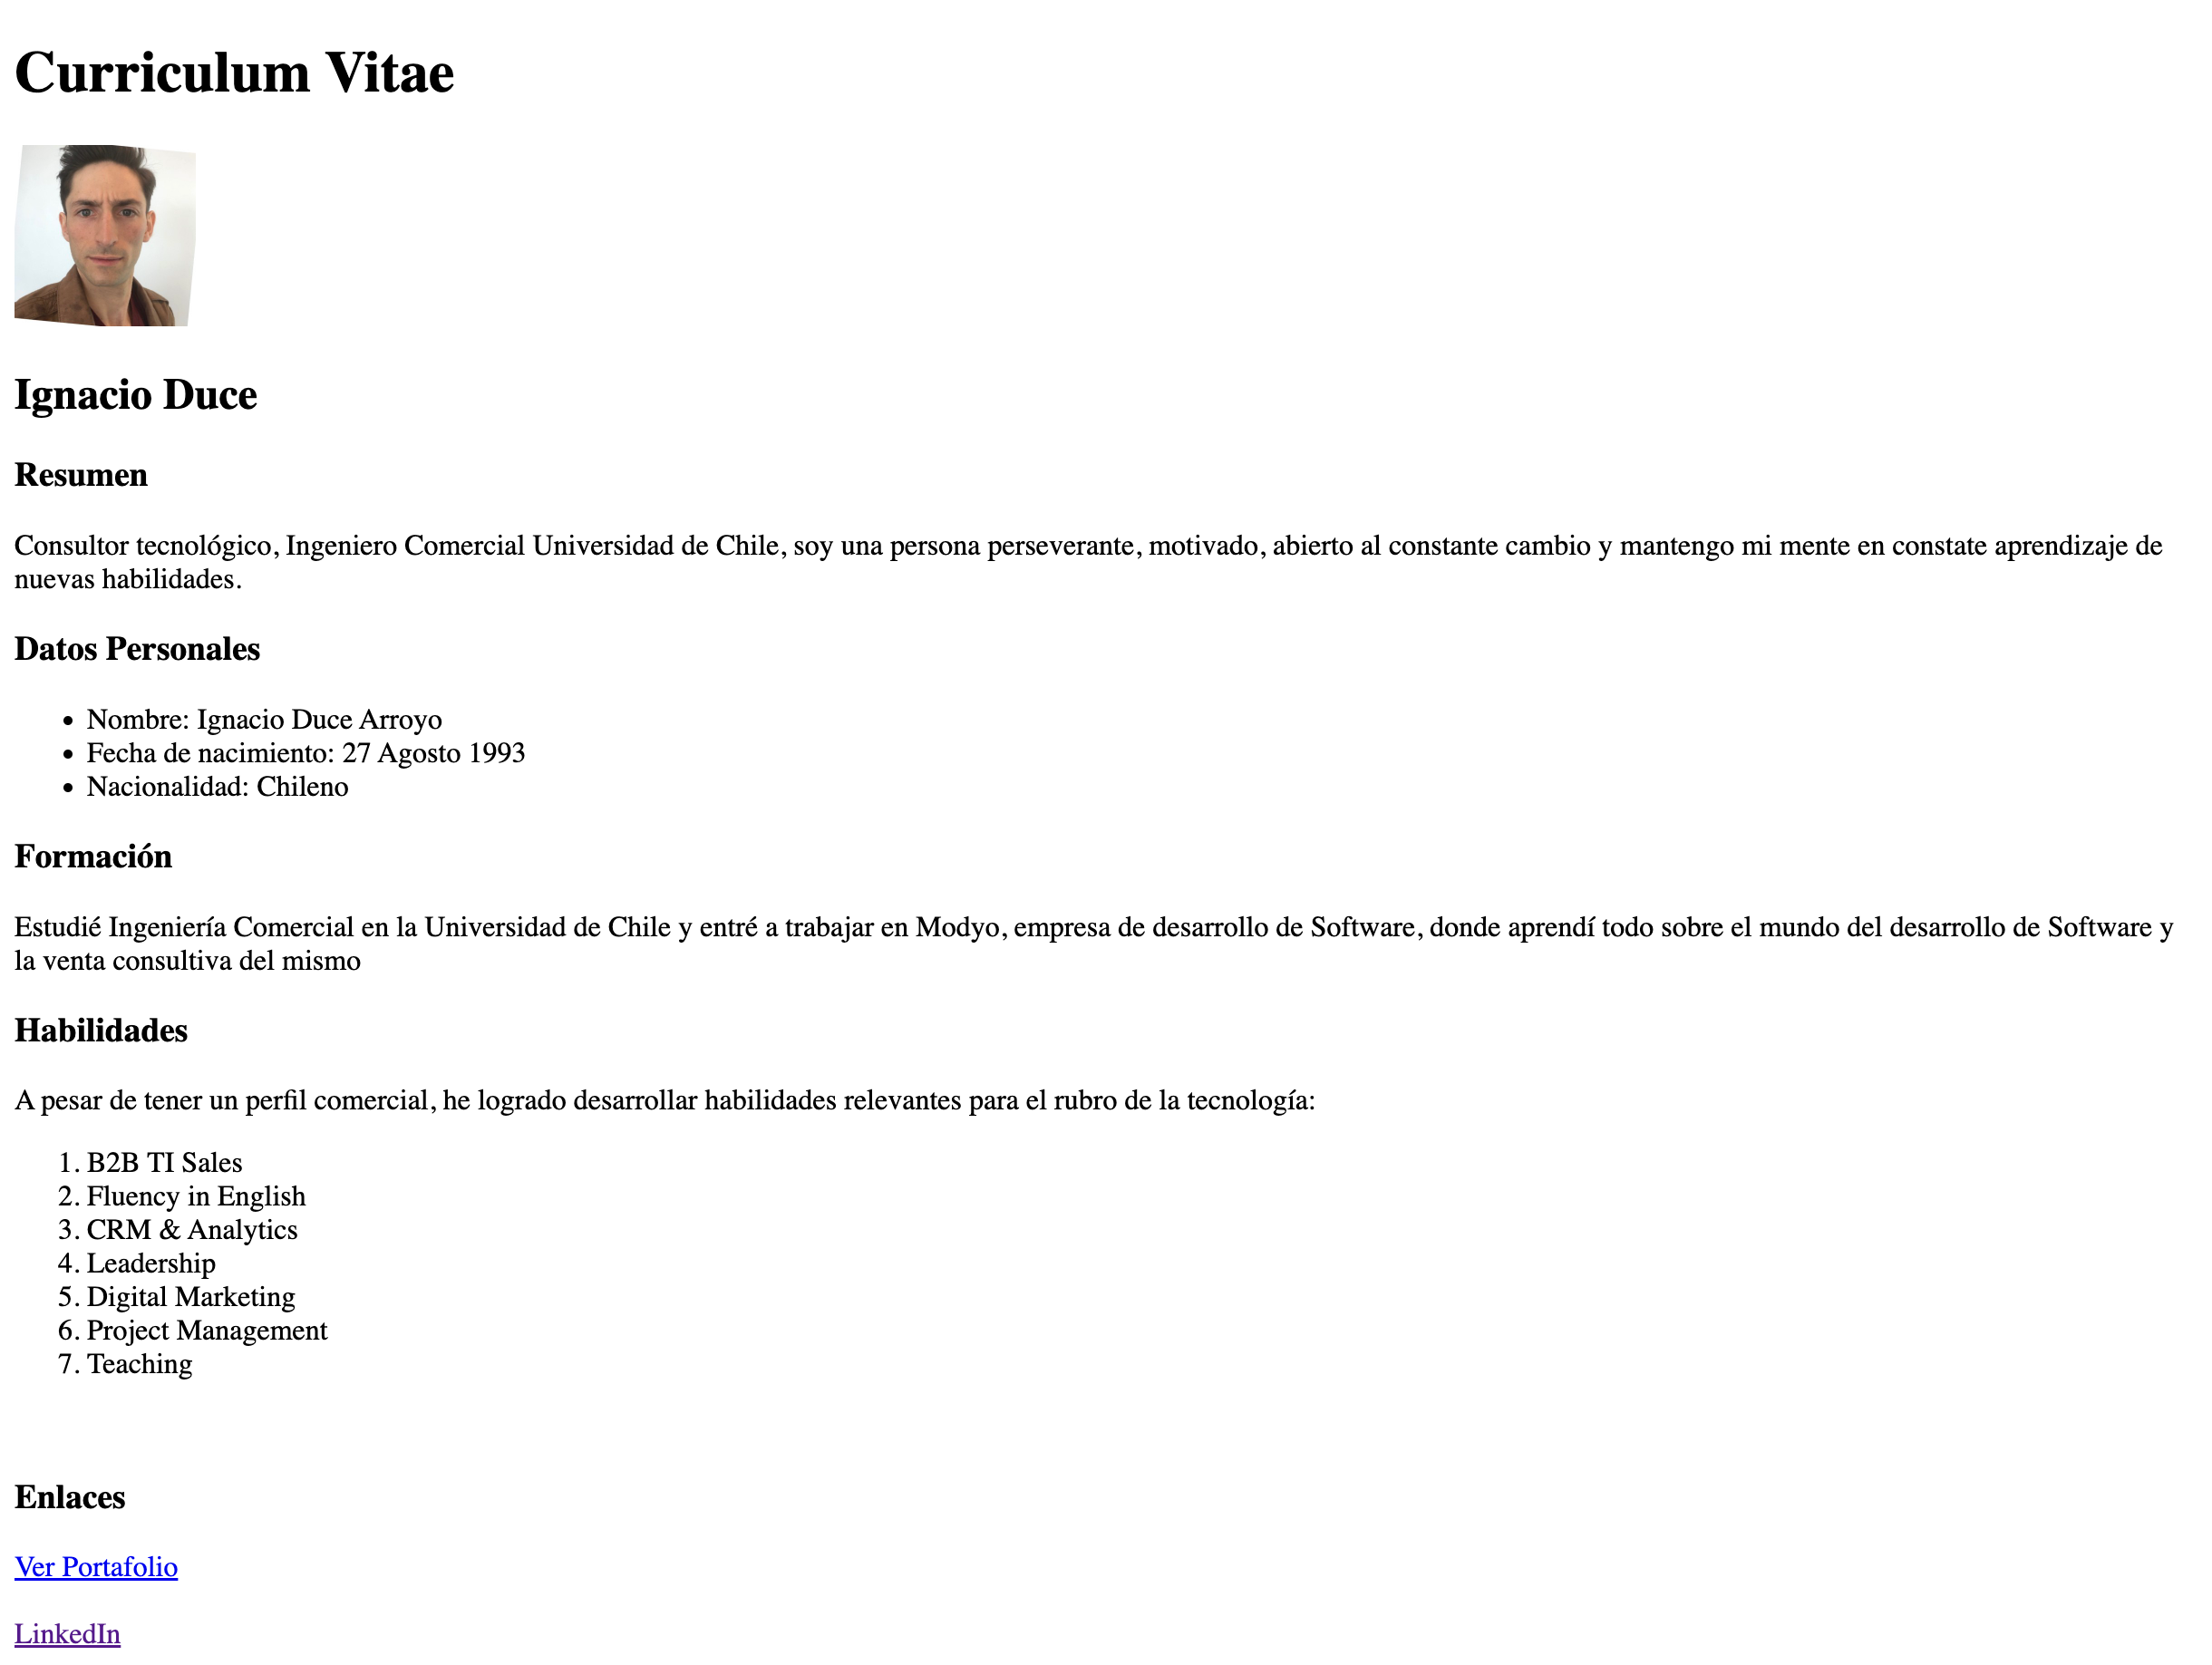 Curriculum Vitae
Ignacio Duce
Resumen
Consultor tecnológico, Ingeniero Comercial Universidad de Chile, soy una persona perseverante, motivado, abierto al constante cambio y mantengo mi mente en constate aprendizaje de
nuevas habilidades.
Datos Personales
• Nombre: Ignacio Duce Arroyo
• Fecha de nacimiento: 27 Agosto 1993
• Nacionalidad: Chileno
Formación
Estudié Ingeniería Comercial en la Universidad de Chile y entré a trabajar en Modyo, empresa de desarrollo de Software, donde aprendí todo sobre el mundo del desarrollo de Software y
la venta consultiva del mismo
Habilidades
A pesar de tener un perfil comercial, he logrado desarrollar habilidades relevantes para el rubro de la tecnología:
1. B2B TI Sales
2. Fluency in English
3. CRM & Analytics
4. Leadership
5. Digital Marketing
6. Project Management
7. Teaching
Enlaces
Ver Portafolio
LinkedIn